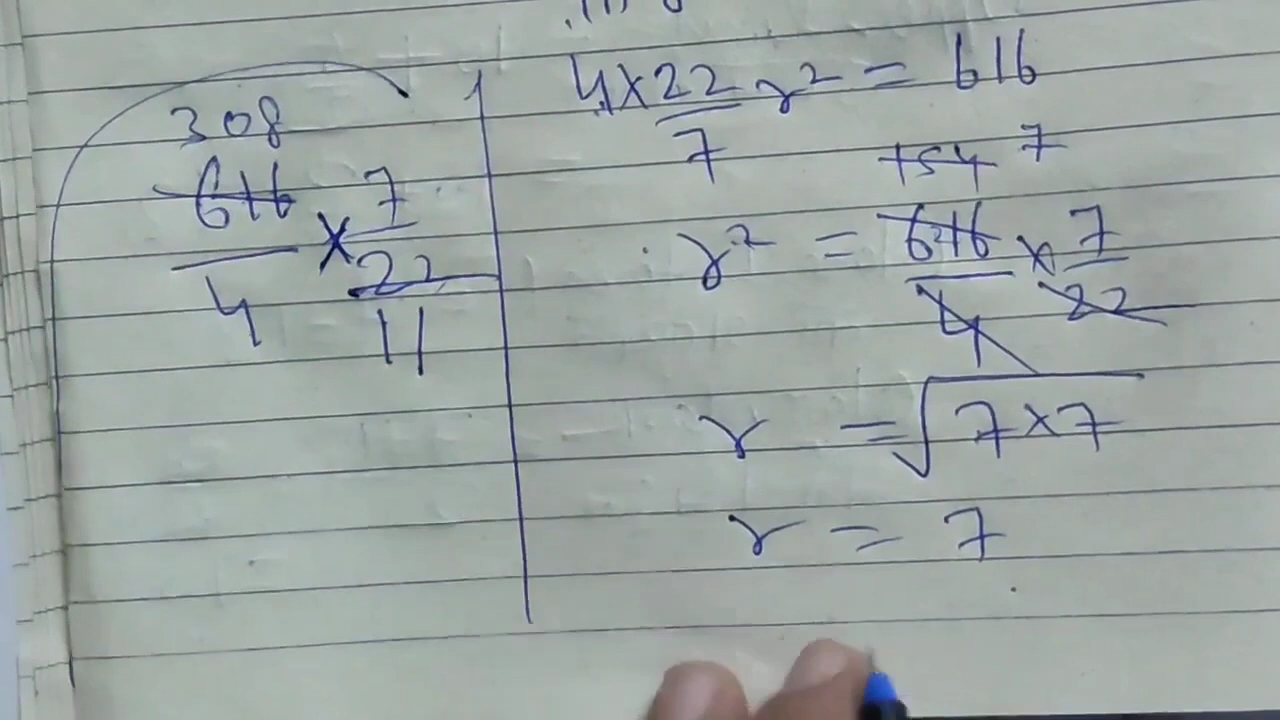 308
616/4 × 7/22
11
4 × 22/7 r² = 616
154 7
r² = 616/4 × 7/22
r = √7×7
r = 7